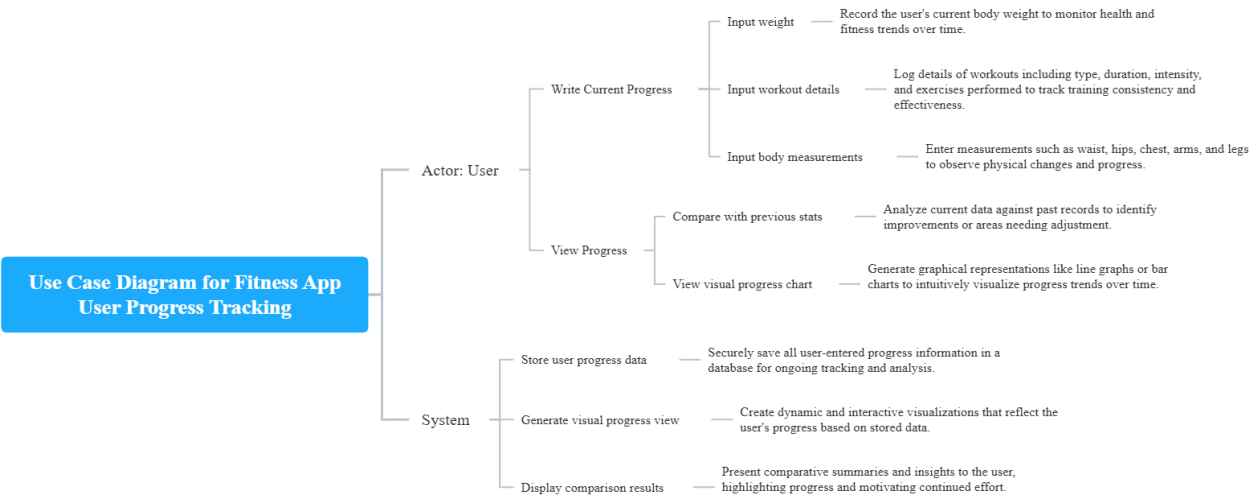 Use Case Diagram for Fitness App
User Progress Tracking
Actor: User
Write Current Progress
Input weight
Record the user's current body weight to monitor health and
fitness trends over time.
Input workout details
Log details of workouts including type, duration, intensity,
and exercises performed to track training consistency and
effectiveness.
Input body measurements
Enter measurements such as waist, hips, chest, arms, and legs
to observe physical changes and progress.
View Progress
Compare with previous stats
Analyze current data against past records to identify
improvements or areas needing adjustment.
View visual progress chart
Generate graphical representations like line graphs or bar
charts to intuitively visualize progress trends over time.
System
Store user progress data
Securely save all user-entered progress information in a
database for ongoing tracking and analysis.
Generate visual progress view
Create dynamic and interactive visualizations that reflect the
user's progress based on stored data.
Display comparison results
Present comparative summaries and insights to the user,
highlighting progress and motivating continued effort.